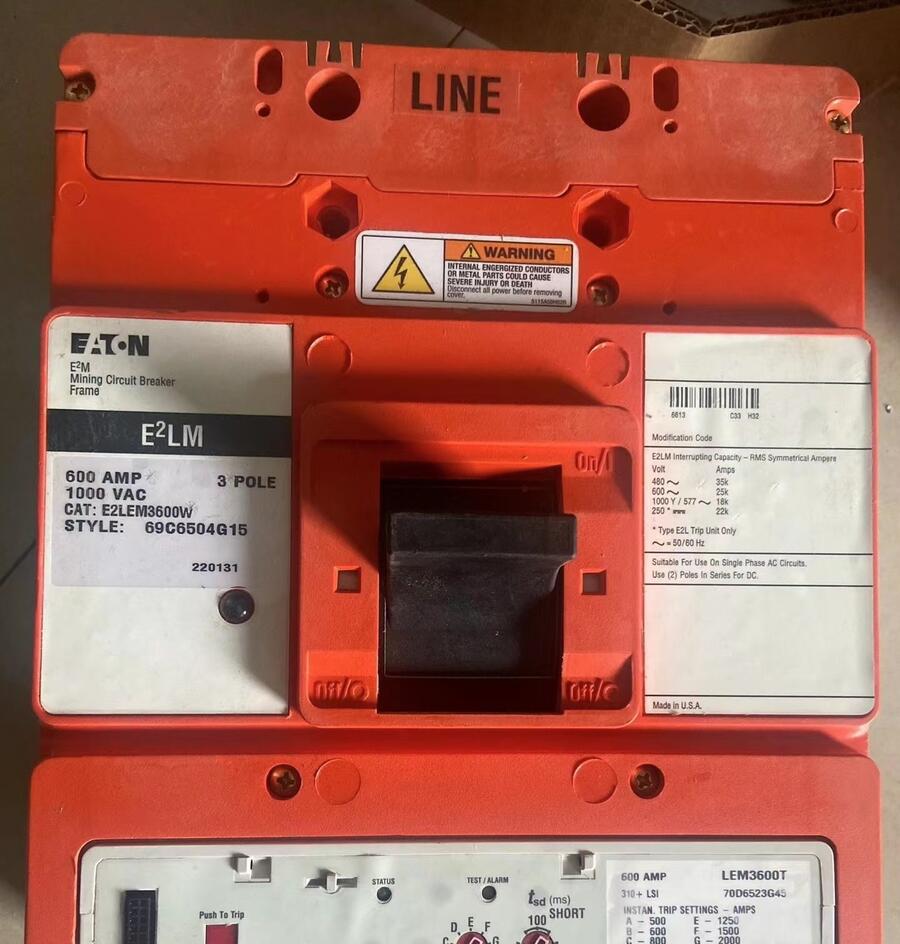 LINE
WARNING
INTERNAL ENGERGIZED CONDUCTORS
OR METAL PARTS COULD CAUSE
SEVERE INJURY OR DEATH
Disconnect all power before removing
cover.
EATON
E²M
Mining Circuit Breaker
Frame
E²LM
600 AMP 3 POLE
1000 VAC
CAT: E2LEM3600W
STYLE: 69C6504G15
220131
On/I
Off/O Off/O
6613 C33 H32
Modification Code
E2LM Interrupting Capacity – RMS Symmetrical Ampere
Volt Amps
480 ~ 35k
600 ~ 25k
1000 Y / 577 ~ 18k
250 * ⎓ 22k
* Type E2L Trip Unit Only
~ = 50/60 Hz
Suitable For Use On Single Phase AC Circuits.
Use (2) Poles In Series For DC.
Made in U.S.A.
STATUS
TEST / ALARM
Push To Trip
tsd (ms)
SHORT
100
C D E F G
600 AMP LEM3600T
310+ LSI 70D6523G45
INSTAN. TRIP SETTINGS - AMPS
A - 500 E - 1250
B - 600 F - 1500
C - 800 G - 2000